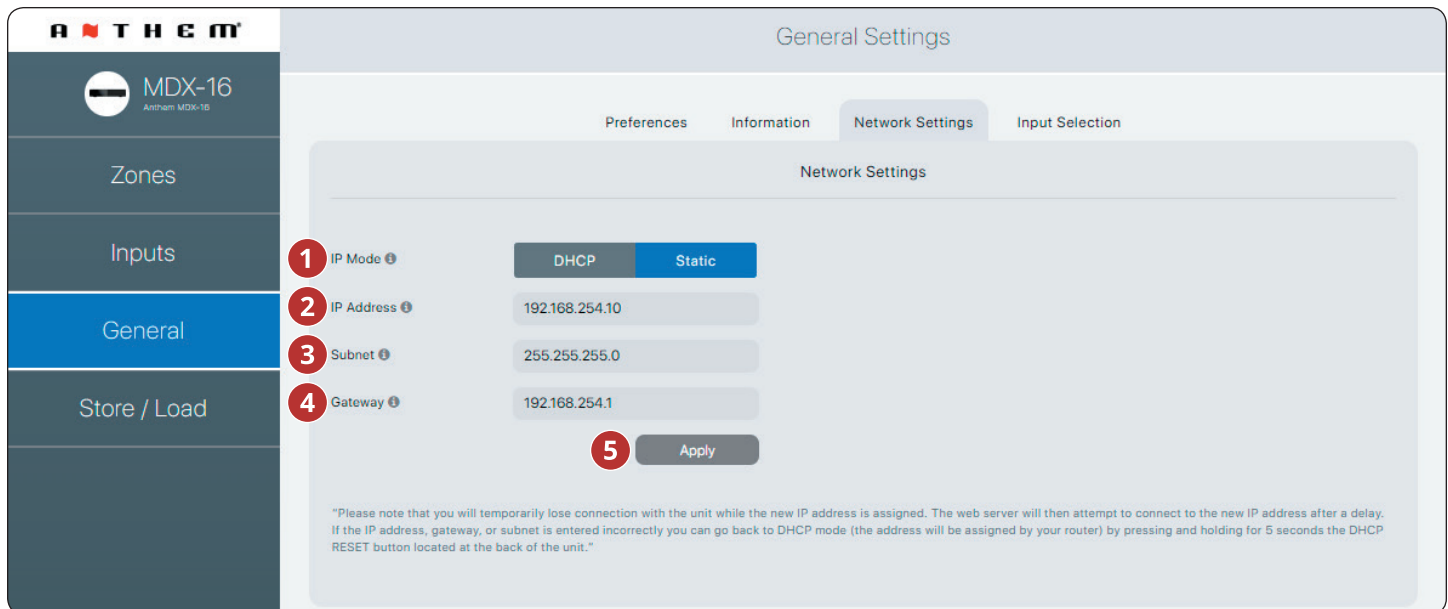 ANTHEM
General Settings
MDX-16
Anthem MDX-16
Preferences
Information
Network Settings
Input Selection
Zones
Network Settings
Inputs
1 IP Mode DHCP Static
2 IP Address 192.168.254.10
General
3 Subnet 255.255.255.0
Store / Load
4 Gateway 192.168.254.1
5 Apply
"Please note that you will temporarily lose connection with the unit while the new IP address is assigned. The web server will then attempt to connect to the new IP address after a delay.
If the IP address, gateway, or subnet is entered incorrectly you can go back to DHCP mode (the address will be assigned by your router) by pressing and holding for 5 seconds the DHCP
RESET button located at the back of the unit."